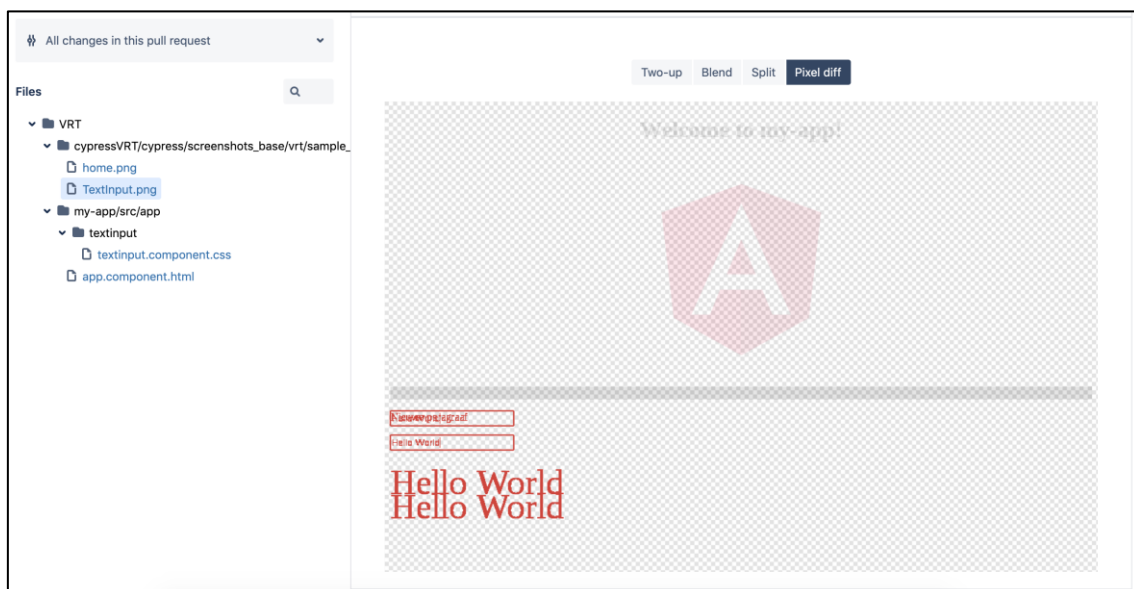 All changes in this pull request
Files
VRT
cypressVRT/cypress/screenshots_base/vrt/sample_
home.png
TextInput.png
my-app/src/app
textinput
textinput.component.css
app.component.html
Two-up Blend Split Pixel diff
Welcome to my-app!
A
Hello World
Hello World
Hello World